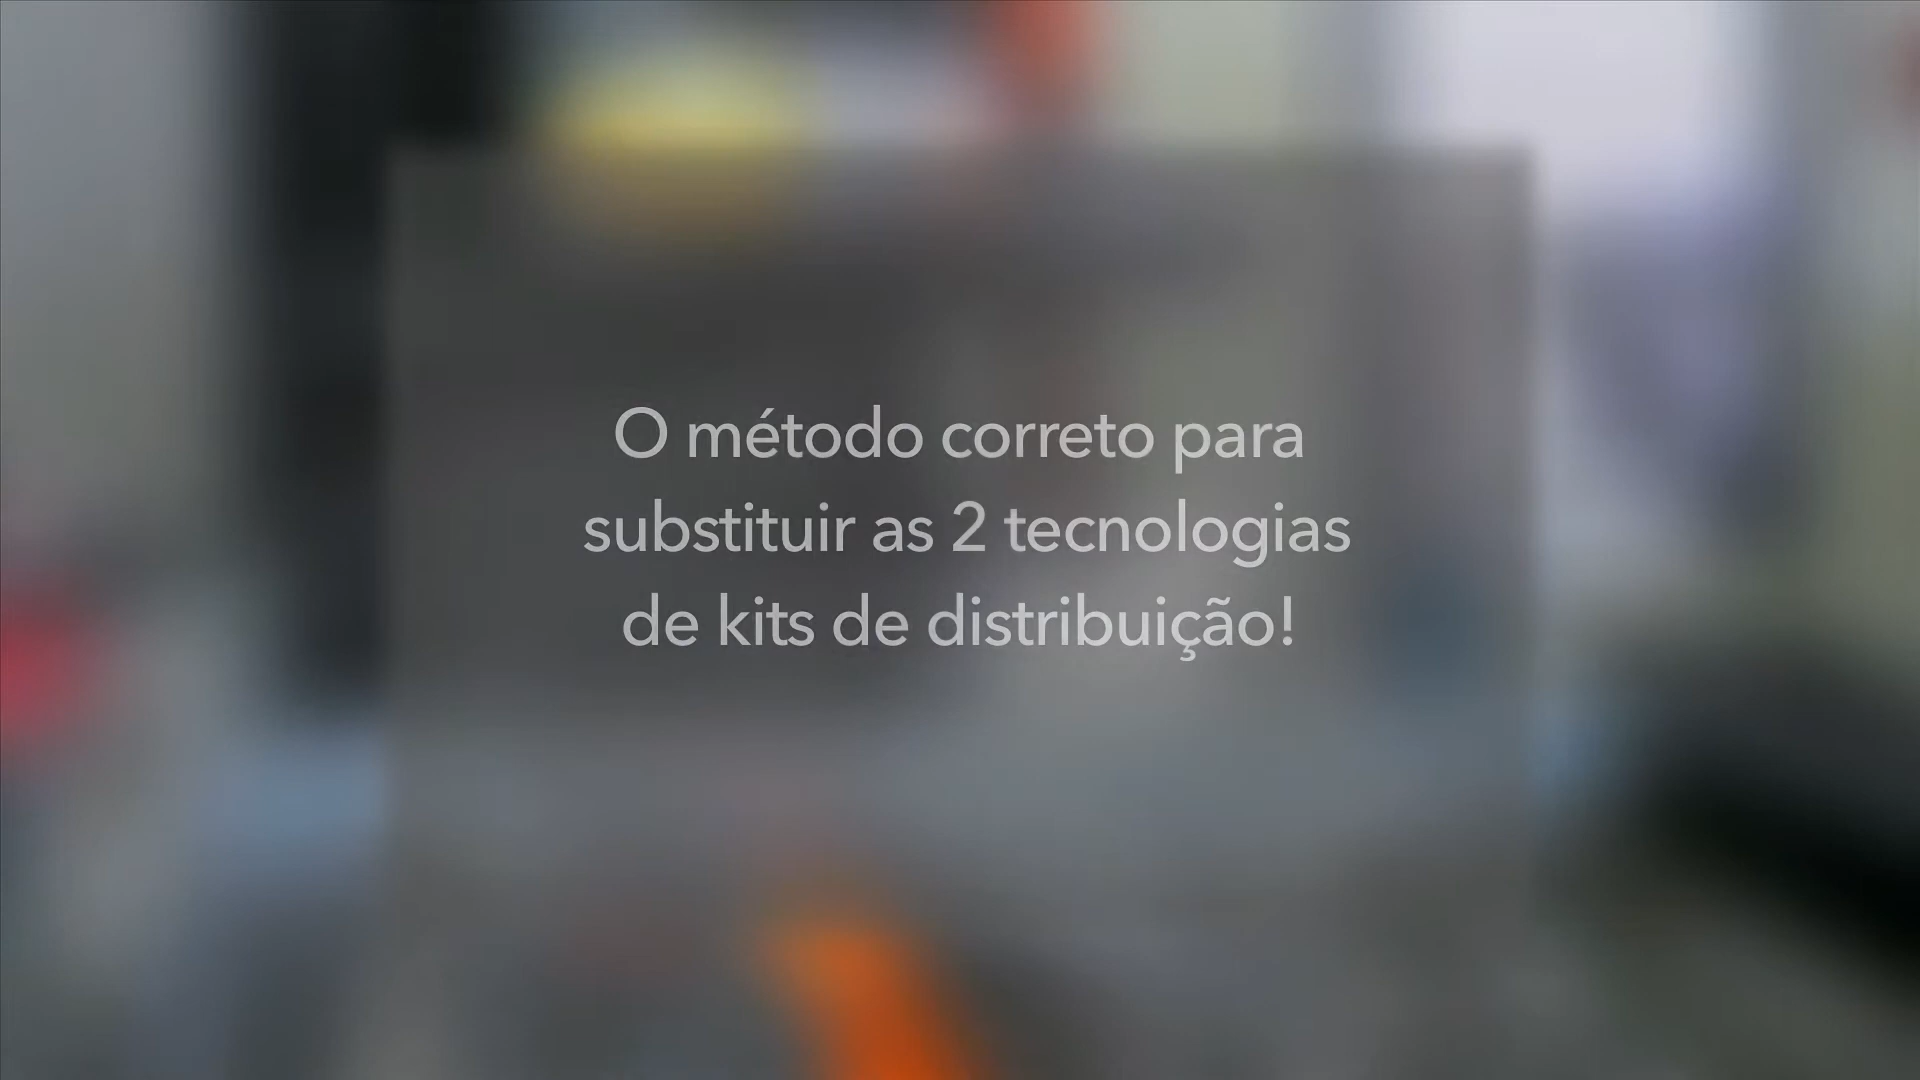 O método correto para
substituir as 2 tecnologias
de kits de distribuição!